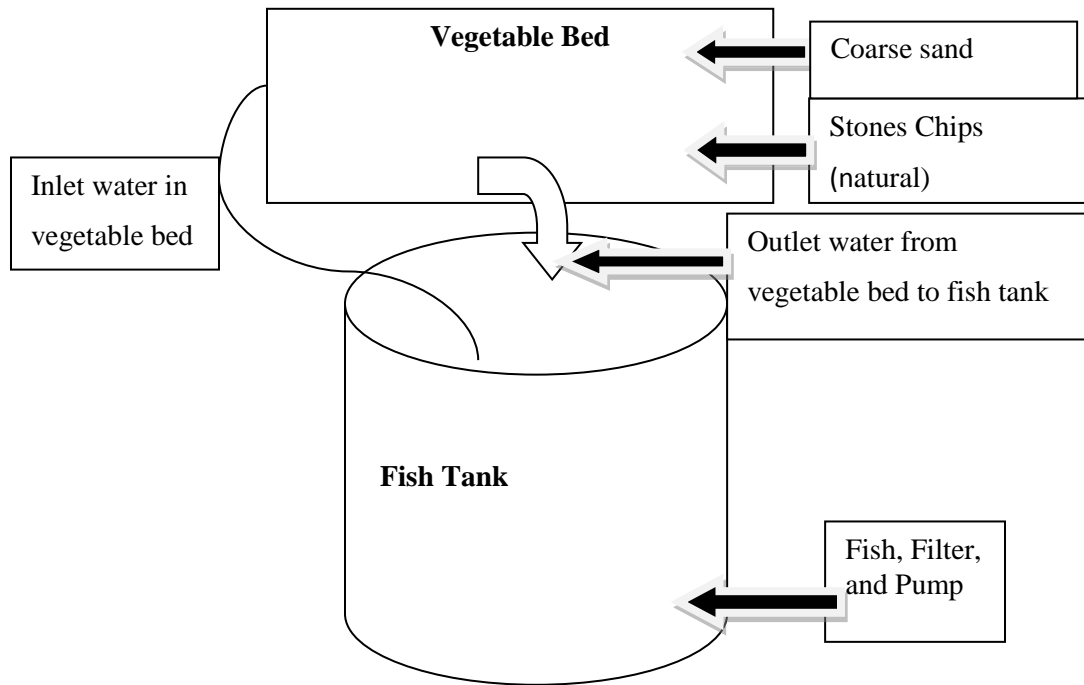 Vegetable Bed
Coarse sand
Stones Chips
(natural)
Inlet water in
vegetable bed
Outlet water from
vegetable bed to fish tank
Fish Tank
Fish, Filter,
and Pump